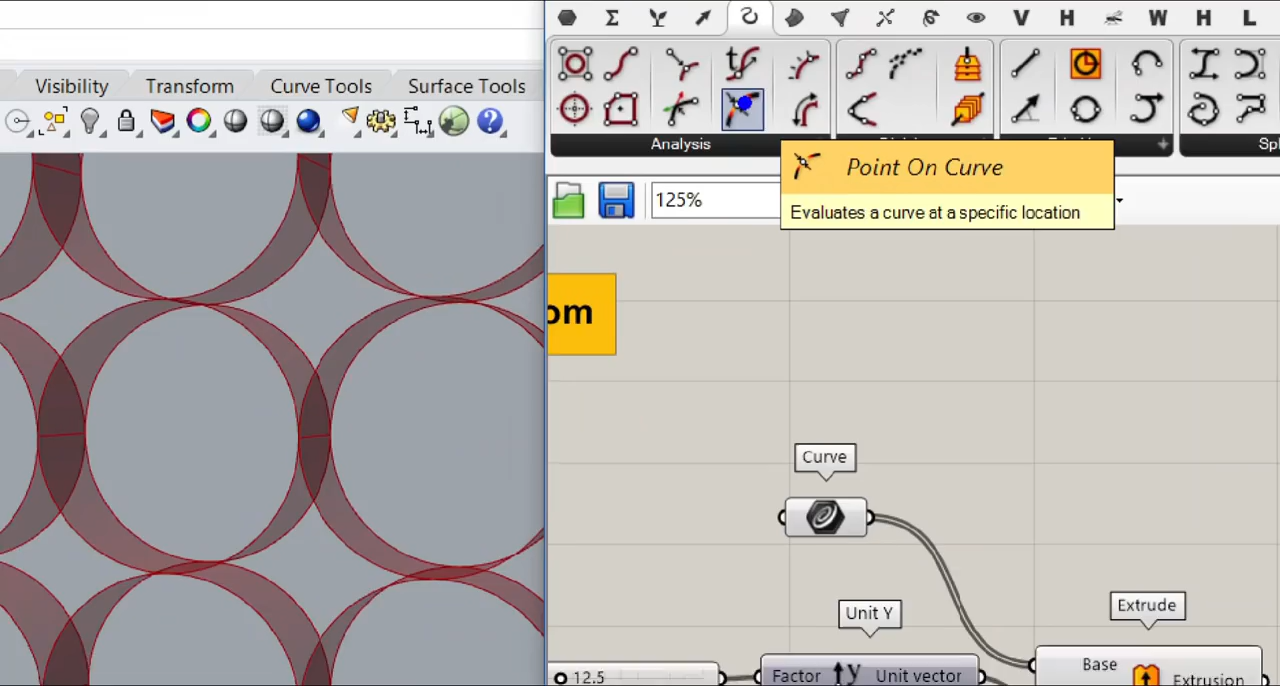 V H W H L
Visibility Transform Curve Tools Surface Tools
Analysis
Point On Curve
Evaluates a curve at a specific location
125%
om
Curve
Unit Y
Extrude
12.5
Factor y Unit vector
Base
Extrusion